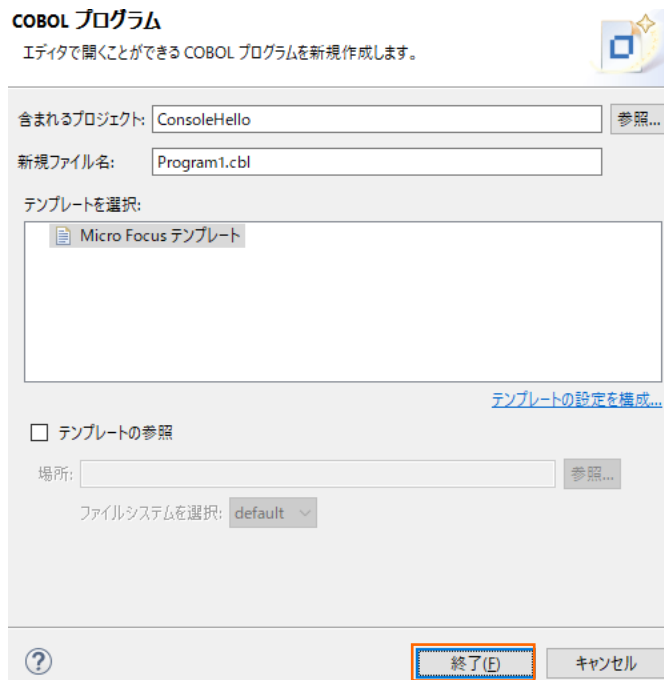 COBOL プログラム
エディタで開くことができる COBOL プログラムを新規作成します。
含まれるプロジェクト: ConsoleHello 参照...
新規ファイル名: Program1.cbl
テンプレートを選択:
Micro Focus テンプレート
テンプレートの設定を構成...
テンプレートの参照
場所: 参照...
ファイルシステムを選択: default
? 終了(F) キャンセル